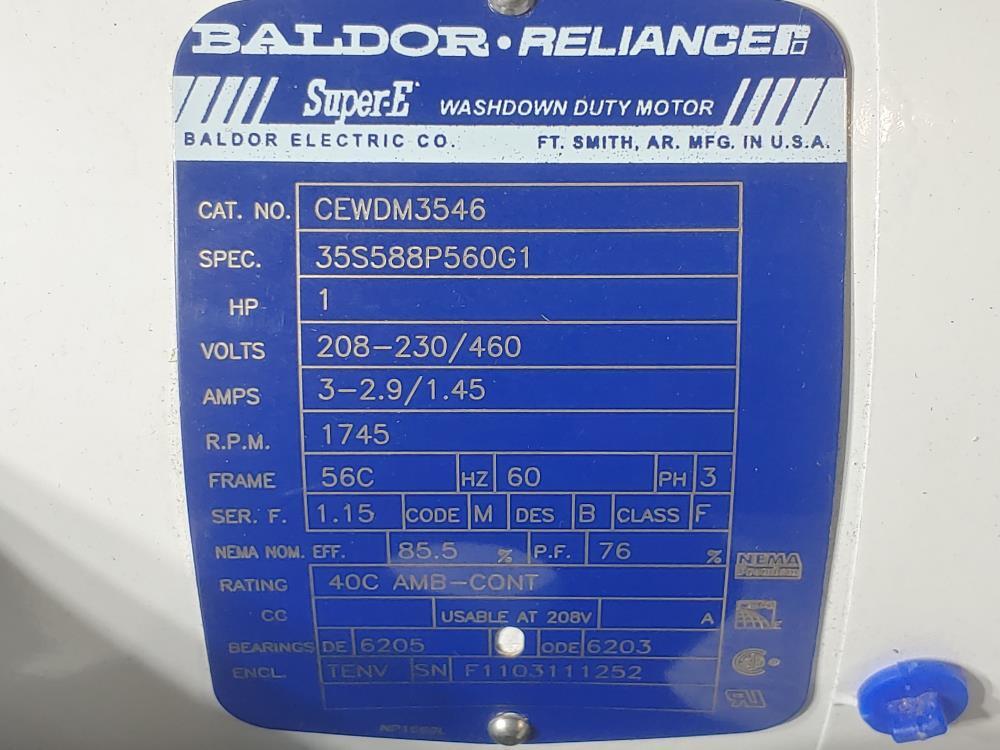 BALDOR • RELIANCE
Super-E WASHDOWN DUTY MOTOR
BALDOR ELECTRIC CO. FT. SMITH, AR. MFG. IN U.S.A.
CAT. NO. CEWDM3546
SPEC. 35S588P560G1
HP 1
VOLTS 208-230/460
AMPS 3-2.9/1.45
R.P.M. 1745
FRAME 56C HZ 60 PH 3
SER. F. 1.15 CODE M DES B CLASS F
NEMA NOM. EFF. 85.5 % P.F. 76 %
NEMA
Premium
RATING 40C AMB-CONT
CC USABLE AT 208V A
BEARINGS DE 6205 ODE 6203
ENCL. TENV SN F1103111252